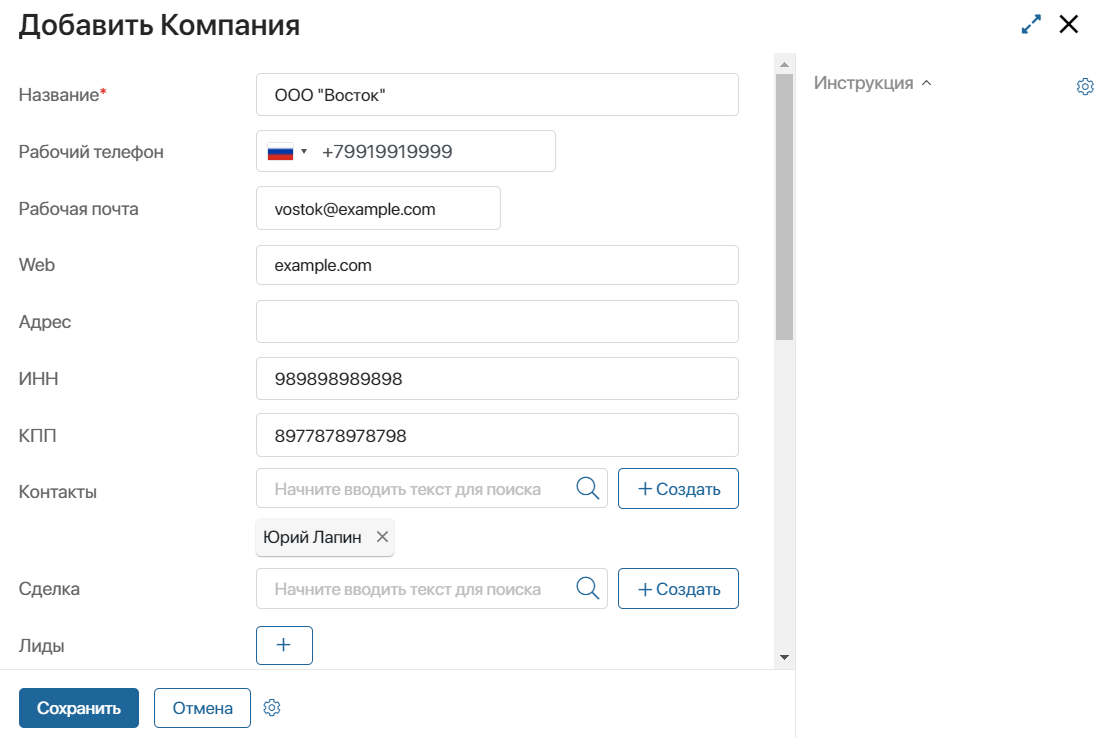 Добавить Компания
Инструкция
Название*
ООО "Восток"
Рабочий телефон
+79919919999
Рабочая почта
vostok@example.com
Web
example.com
Адрес
ИНН
989898989898
КПП
8977878978798
Контакты
Начните вводить текст для поиска
+ Создать
Юрий Лапин
Сделка
Начните вводить текст для поиска
+ Создать
Лиды
+
Сохранить
Отмена